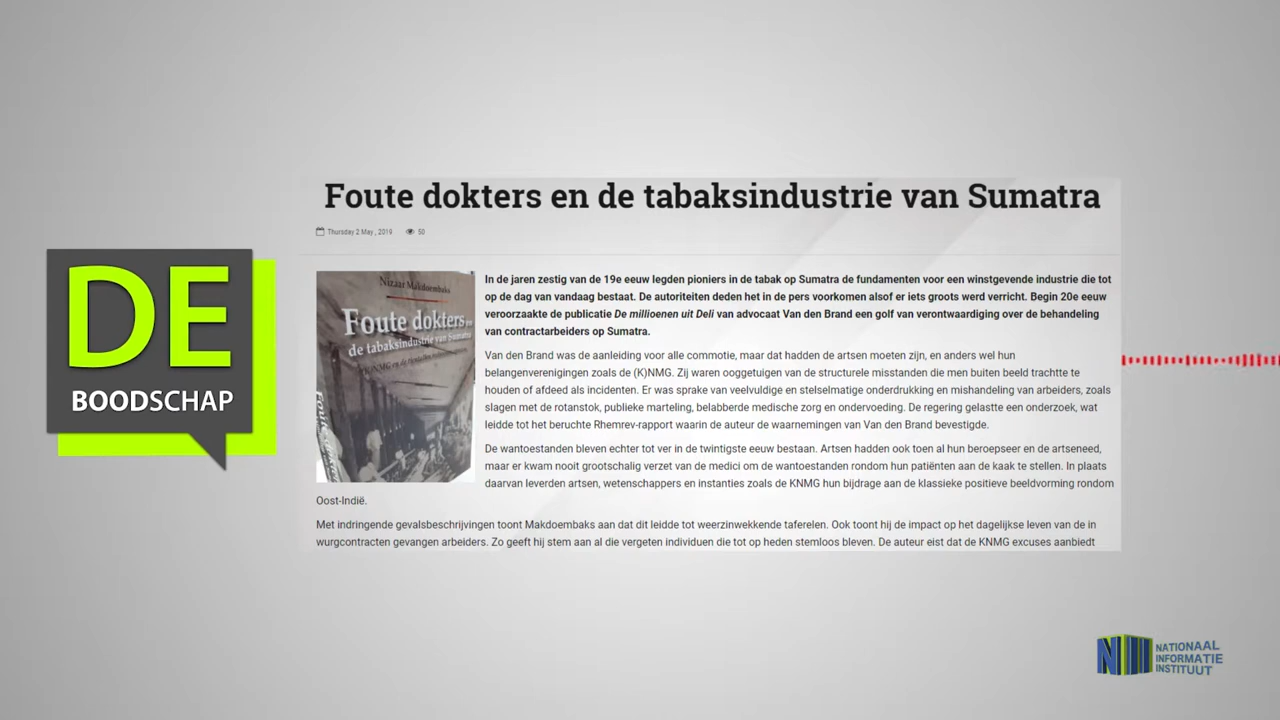 Foute dokters en de tabaksindustrie van Sumatra
Thursday 2 May , 2019 50
DE
BOODSCHAP
Nizaar Makdoembaks
Foute dokters en
de tabaksindustrie van Sumatra
In de jaren zestig van de 19e eeuw legden pioniers in de tabak op Sumatra de fundamenten voor een winstgevende industrie die tot
op de dag van vandaag bestaat. De autoriteiten deden het in de pers voorkomen alsof er iets groots werd verricht. Begin 20e eeuw
veroorzaakte de publicatie De millioenen uit Deli van advocaat Van den Brand een golf van verontwaardiging over de behandeling
van contractarbeiders op Sumatra.
Van den Brand was de aanleiding voor alle commotie, maar dat hadden de artsen moeten zijn, en anders wel hun
belangenverenigingen zoals de (K)NMG. Zij waren ooggetuigen van de structurele misstanden die men buiten beeld trachtte te
houden of afdeed als incidenten. Er was sprake van veelvuldige en stelselmatige onderdrukking en mishandeling van arbeiders, zoals
slagen met de rotanstok, publieke marteling, belabberde medische zorg en ondervoeding. De regering gelastte een onderzoek, wat
leidde tot het beruchte Rhemrev-rapport waarin de auteur de waarnemingen van Van den Brand bevestigde.
De wantoestanden bleven echter tot ver in de twintigste eeuw bestaan. Artsen hadden ook toen al hun beroepseer en de artseneed,
maar er kwam nooit grootschalig verzet van de medici om de wantoestanden rondom hun patiënten aan de kaak te stellen. In plaats
daarvan leverden artsen, wetenschappers en instanties zoals de KNMG hun bijdrage aan de klassieke positieve beeldvorming rondom
Oost-Indië.
Met indringende gevalsbeschrijvingen toont Makdoembaks aan dat dit leidde tot weerzinwekkende taferelen. Ook toont hij de impact op het dagelijkse leven van de in
wurgcontracten gevangen arbeiders. Zo geeft hij stem aan al die vergeten individuen die tot op heden stemloos bleven. De auteur eist dat de KNMG excuses aanbiedt
NATIONAAL
INFORMATIE
INSTITUUT